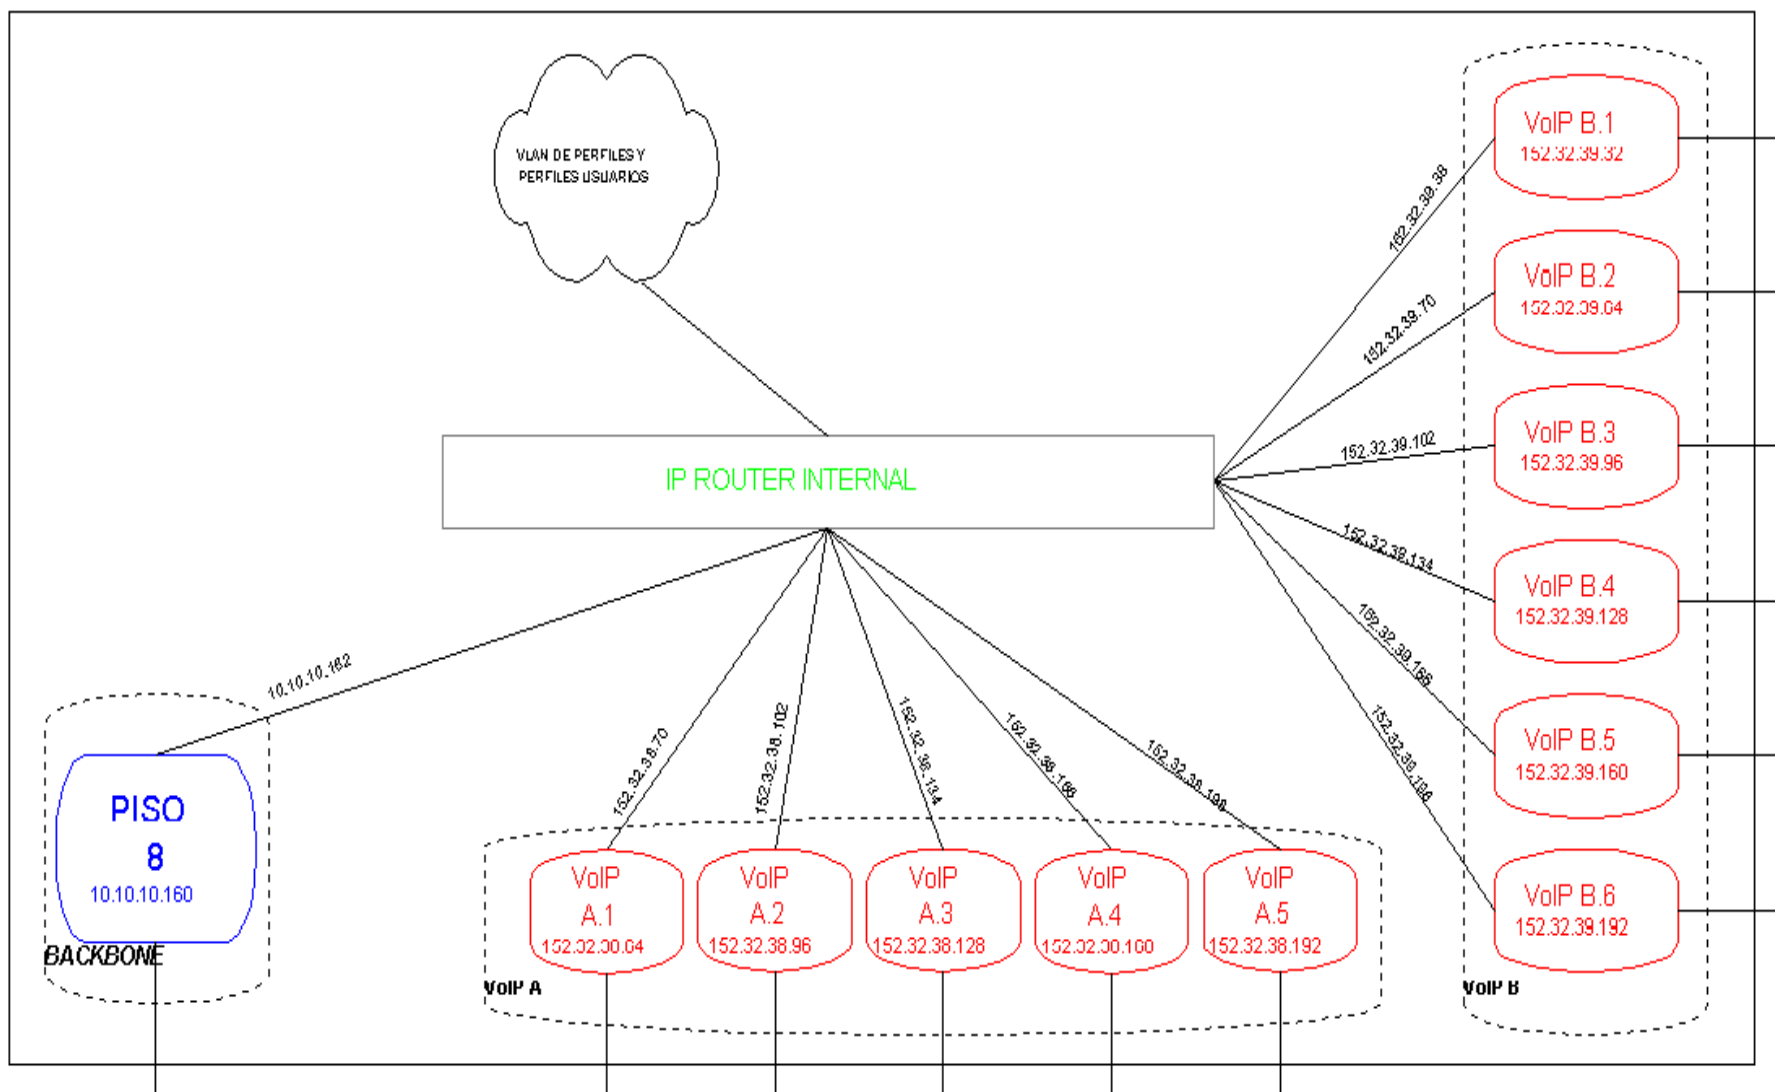 VLAN DE PERFILES Y
PERFILES USUARIOS
IP ROUTER INTERNAL
VoIP B.1
152.32.39.32
152.32.39.38
VoIP B.2
152.32.39.64
152.32.39.70
VoIP B.3
152.32.39.96
152.32.39.102
VoIP B.4
152.32.39.128
152.32.39.134
VoIP B.5
152.32.39.160
152.32.39.166
VoIP B.6
152.32.39.192
152.32.39.198
VoIP B
10.10.10.162
PISO
8
10.10.10.160
BACKBONE
152.32.38.70
152.32.38.102
152.32.38.134
152.32.38.166
152.32.38.198
VoIP
A.1
152.32.38.64
VoIP
A.2
152.32.38.96
VoIP
A.3
152.32.38.128
VoIP
A.4
152.32.38.160
VoIP
A.5
152.32.38.192
VoIP A